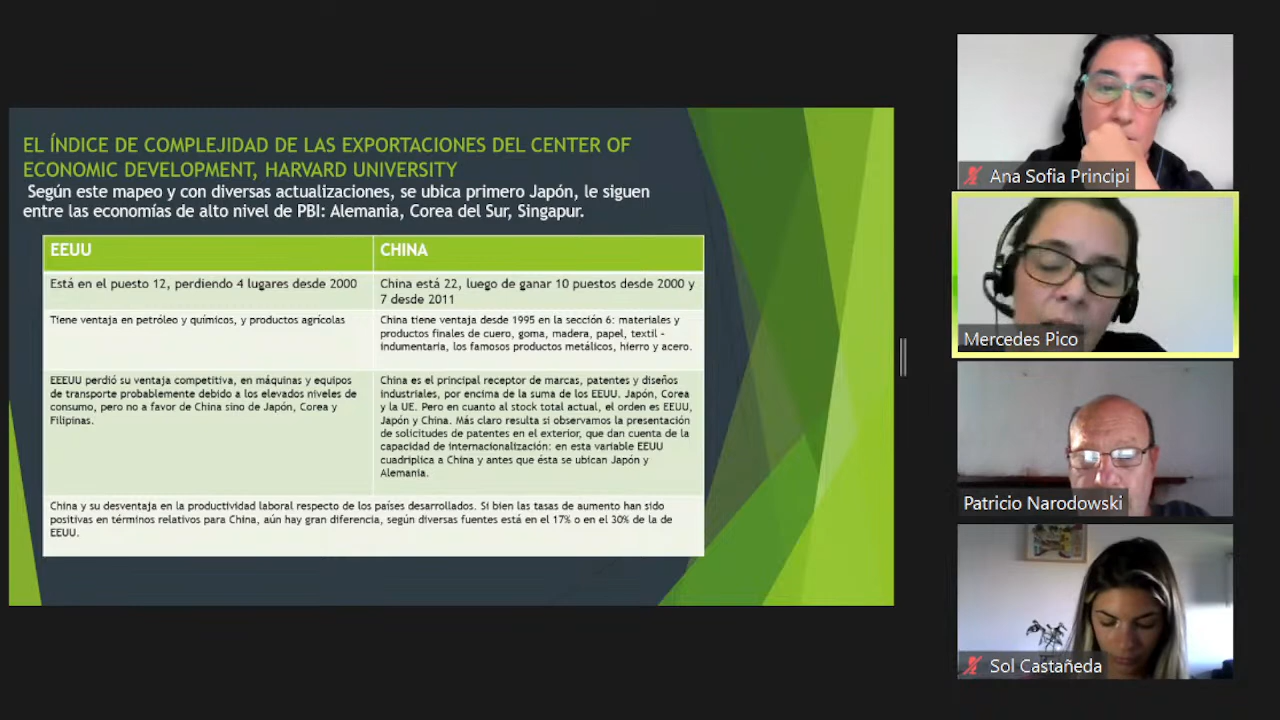 EL ÍNDICE DE COMPLEJIDAD DE LAS EXPORTACIONES DEL CENTER OF
ECONOMIC DEVELOPMENT, HARVARD UNIVERSITY
Según este mapeo y con diversas actualizaciones, se ubica primero Japón, le siguen
entre las economías de alto nivel de PBI: Alemania, Corea del Sur, Singapur.
EEUU
CHINA
Está en el puesto 12, perdiendo 4 lugares desde 2000
China está 22, luego de ganar 10 puestos desde 2000 y
7 desde 2011
Tiene ventaja en petróleo y químicos, y productos agrícolas
China tiene ventaja desde 1995 en la sección 6: materiales y
productos finales de cuero, goma, madera, papel, textil -
indumentaria, los famosos productos metálicos, hierro y acero.
EEEUU perdió su ventaja competitiva, en máquinas y equipos
de transporte probablemente debido a los elevados niveles de
consumo, pero no a favor de China sino de Japón, Corea y
Filipinas.
China es el principal receptor de marcas, patentes y diseños
industriales, por encima de la suma de los EEUU. Japón, Corea
y la UE. Pero en cuanto al stock total actual, el orden es EEUU,
Japón y China. Más claro resulta si observamos la presentación
de solicitudes de patentes en el exterior, que dan cuenta de la
capacidad de internacionalización: en esta variable EEUU
cuadriplica a China y antes que ésta se ubican Japón y
Alemania.
China y su desventaja en la productividad laboral respecto de los países desarrollados. Si bien las tasas de aumento han sido
positivas en términos relativos para China, aún hay gran diferencia, según diversas fuentes está en el 17% o en el 30% de la de
EEUU.
Ana Sofia Principi
Mercedes Pico
Patricio Narodowski
Sol Castañeda